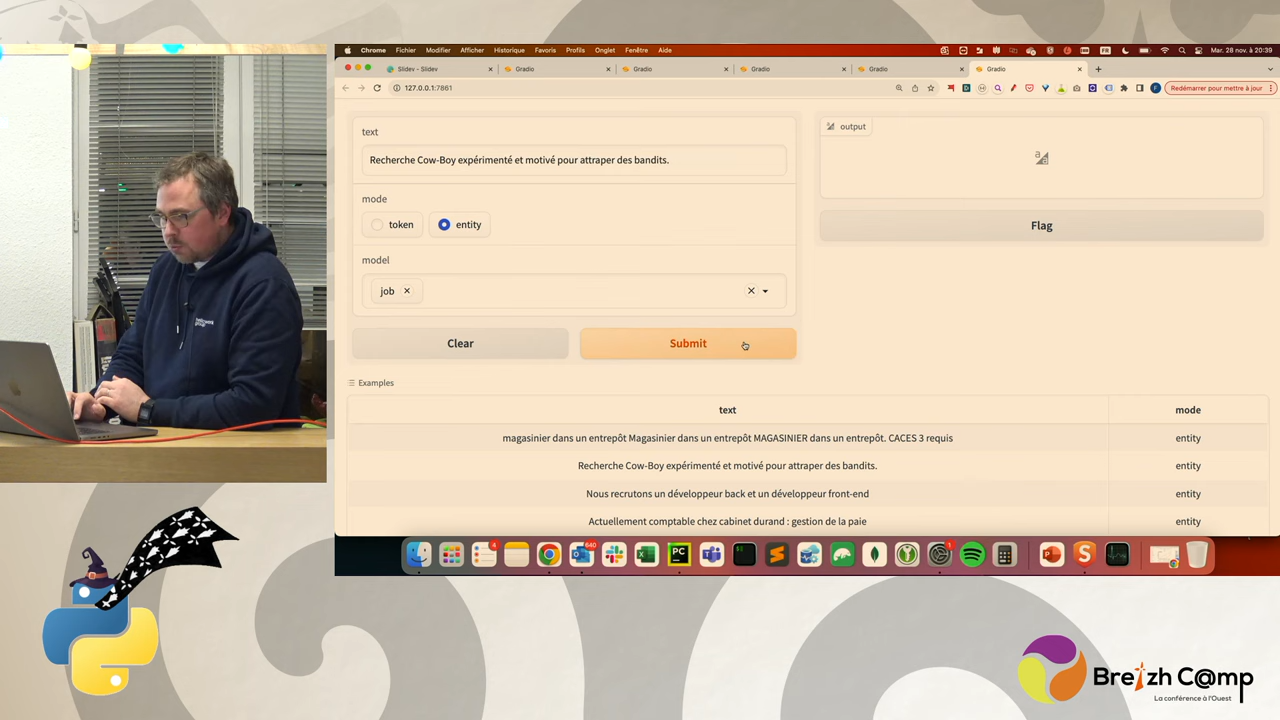 Chrome Fichier Modifier Afficher Historique Favoris Profils Onglet Fenêtre Aide
FR
Mar. 28 nov. à 20:39
Slidev - Slidev
Gradio
Gradio
Gradio
Gradio
Gradio
127.0.0.1:7861
Redémarrer pour mettre à jour
text
Recherche Cow-Boy expérimenté et motivé pour attraper des bandits.
mode
token
entity
model
job
Clear
Submit
output
Flag
Examples
text mode
magasinier dans un entrepôt Magasinier dans un entrepôt MAGASINIER dans un entrepôt. CACES 3 requis entity
Recherche Cow-Boy expérimenté et motivé pour attraper des bandits. entity
Nous recrutons un développeur back et un développeur front-end entity
Actuellement comptable chez cabinet durand : gestion de la paie entity
4
640
PC
1
Breizh C@mp
La conférence à l'Ouest